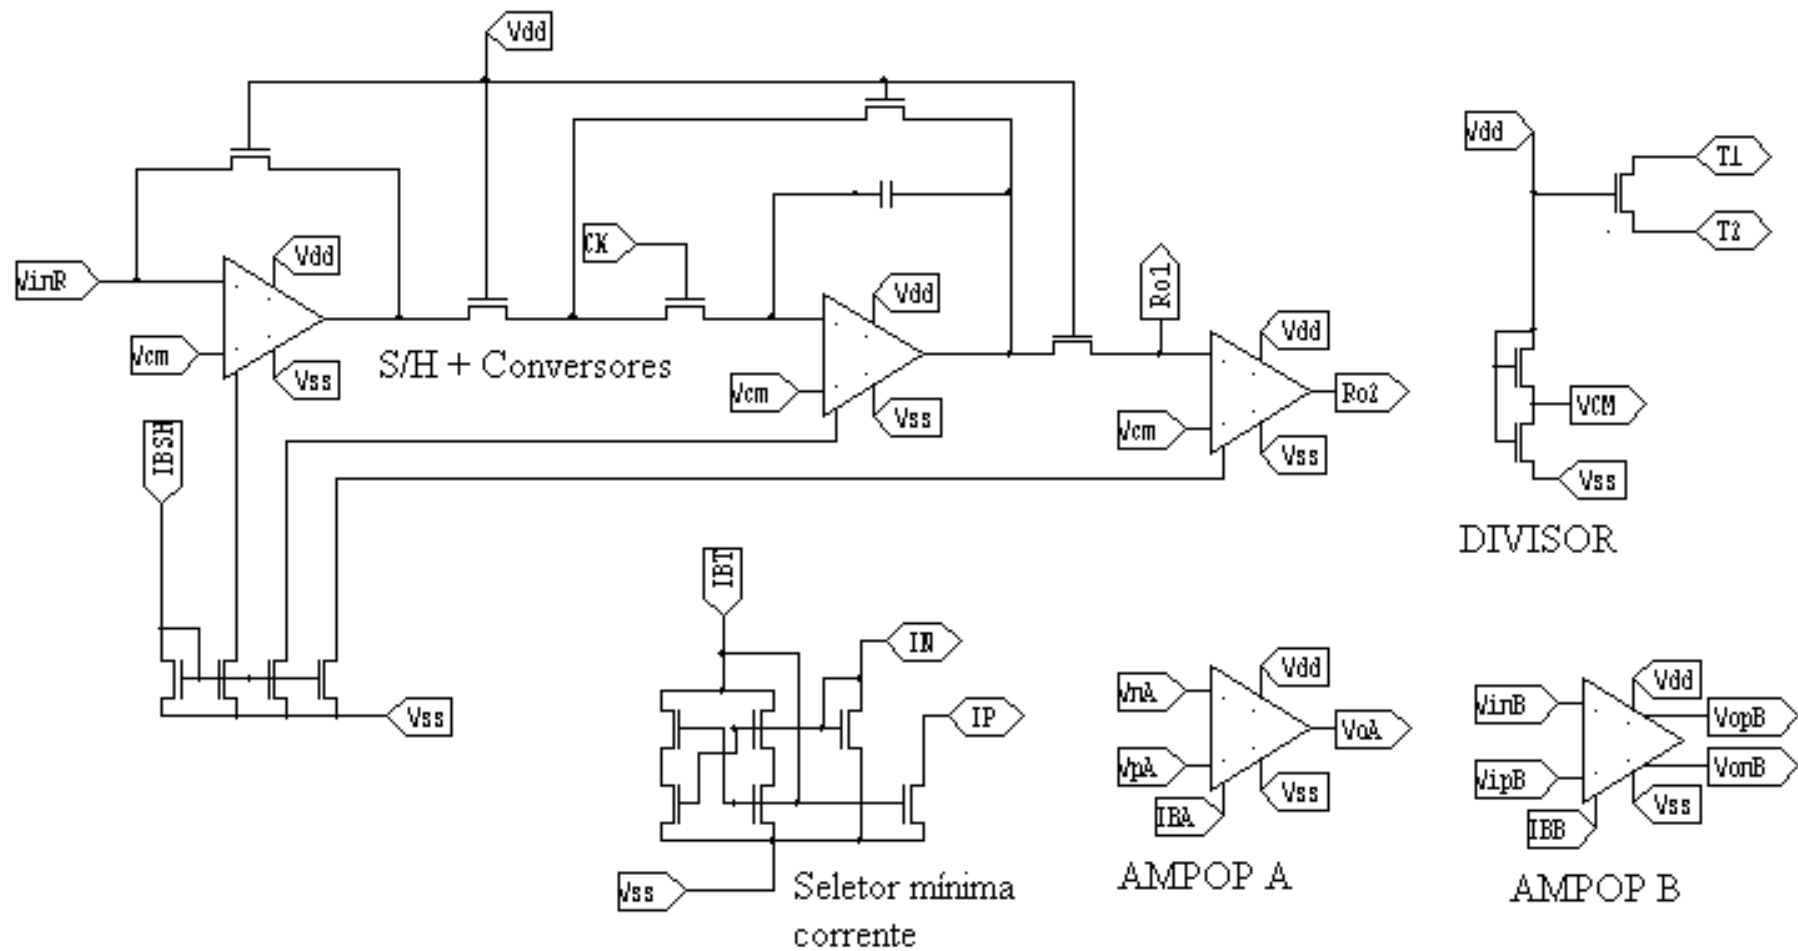 Vdd
Vdd
T1
T2
CK
VinR
Vdd
Vdd
Ro1
Vdd
Vcm
S/H + Conversores
Vss
Vcm
Vss
Ro2
VCM
Vcm
Vss
Vss
IBSH
DIVISOR
IBT
IN
Vdd
Vdd
VnA
VinB
Vss
IP
VoA
VopB
VpA
VonB
VipB
Vss
Vss
IBA
IBB
AMPOP A
Vss
Seletor mínima
corrente
AMPOP B